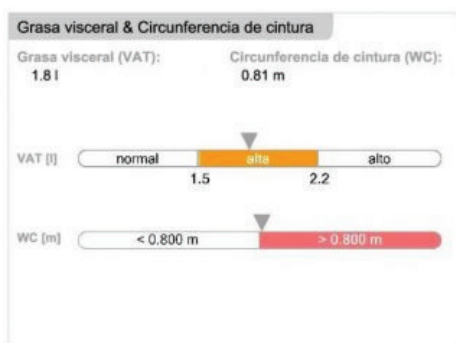 Grasa visceral & Circunferencia de cintura
Grasa visceral (VAT): Circunferencia de cintura (WC):
1.8 l 0.81 m
VAT [l] normal alta alto
1.5 2.2
WC [m] < 0.800 m > 0.800 m